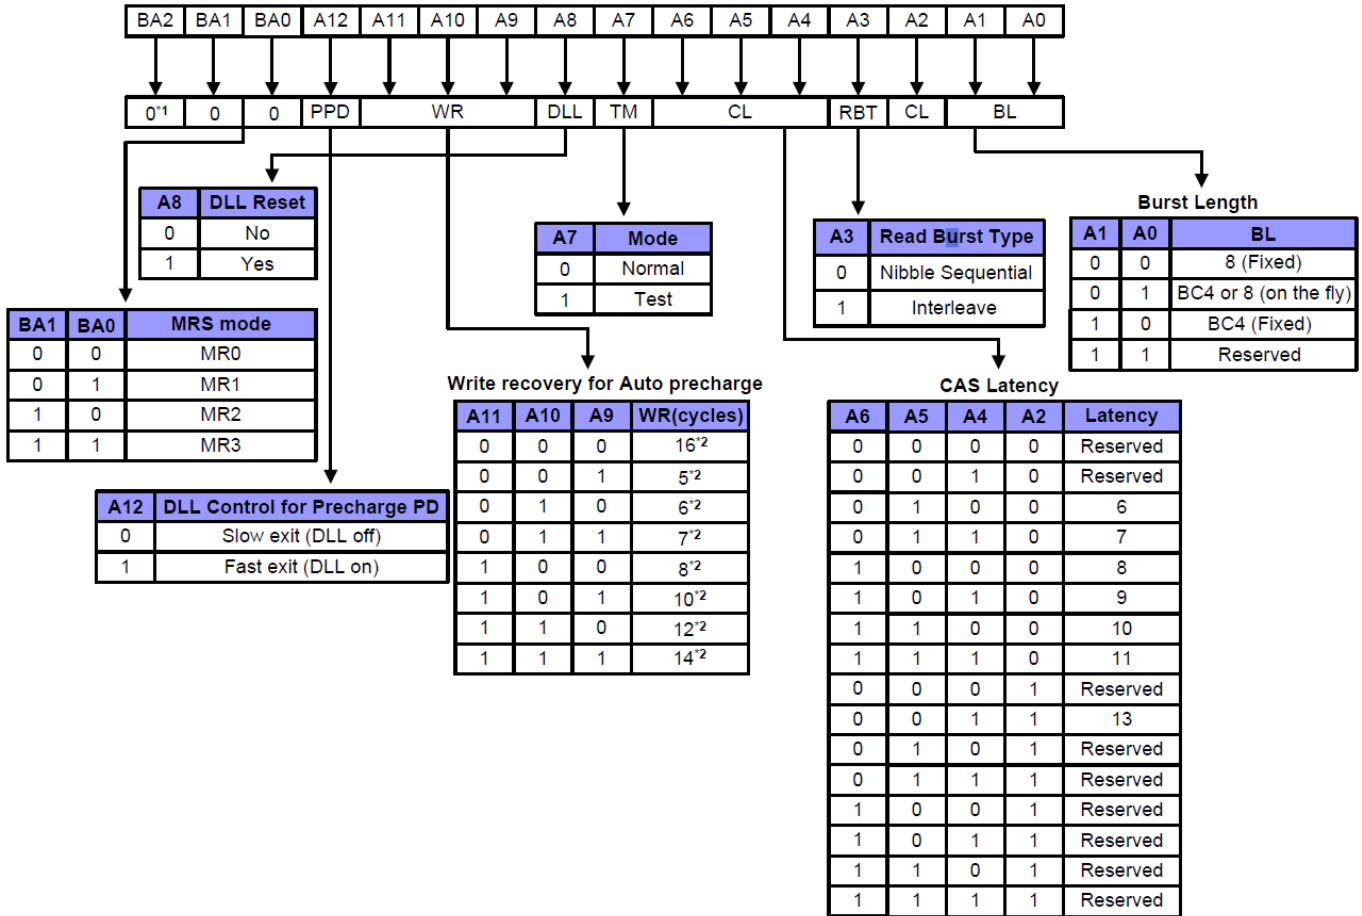 BA2 BA1 BA0 A12 A11 A10 A9 A8 A7 A6 A5 A4 A3 A2 A1 A0
0*1 0 0 PPD WR DLL TM CL RBT CL BL
A8 DLL Reset
0 No
1 Yes
BA1 BA0 MRS mode
0 0 MR0
0 1 MR1
1 0 MR2
1 1 MR3
A12 DLL Control for Precharge PD
0 Slow exit (DLL off)
1 Fast exit (DLL on)
A7 Mode
0 Normal
1 Test
Write recovery for Auto precharge
A11 A10 A9 WR(cycles)
0 0 0 16*2
0 0 1 5*2
0 1 0 6*2
0 1 1 7*2
1 0 0 8*2
1 0 1 10*2
1 1 0 12*2
1 1 1 14*2
A3 Read Burst Type
0 Nibble Sequential
1 Interleave
Burst Length
A1 A0 BL
0 0 8 (Fixed)
0 1 BC4 or 8 (on the fly)
1 0 BC4 (Fixed)
1 1 Reserved
CAS Latency
A6 A5 A4 A2 Latency
0 0 0 0 Reserved
0 0 1 0 Reserved
0 1 0 0 6
0 1 1 0 7
1 0 0 0 8
1 0 1 0 9
1 1 0 0 10
1 1 1 0 11
0 0 0 1 Reserved
0 0 1 1 13
0 1 0 1 Reserved
0 1 1 1 Reserved
1 0 0 1 Reserved
1 0 1 1 Reserved
1 1 0 1 Reserved
1 1 1 1 Reserved